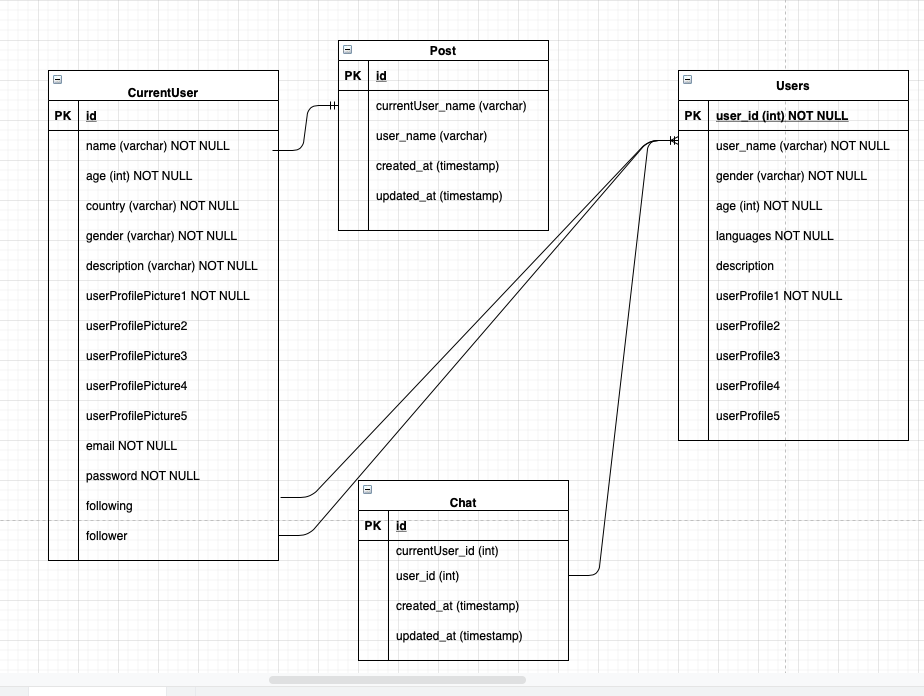 CurrentUser
PK id
name (varchar) NOT NULL
age (int) NOT NULL
country (varchar) NOT NULL
gender (varchar) NOT NULL
description (varchar) NOT NULL
userProfilePicture1 NOT NULL
userProfilePicture2
userProfilePicture3
userProfilePicture4
userProfilePicture5
email NOT NULL
password NOT NULL
following
follower
Post
PK id
currentUser_name (varchar)
user_name (varchar)
created_at (timestamp)
updated_at (timestamp)
Users
PK user_id (int) NOT NULL
user_name (varchar) NOT NULL
gender (varchar) NOT NULL
age (int) NOT NULL
languages NOT NULL
description
userProfile1 NOT NULL
userProfile2
userProfile3
userProfile4
userProfile5
Chat
PK id
currentUser_id (int)
user_id (int)
created_at (timestamp)
updated_at (timestamp)